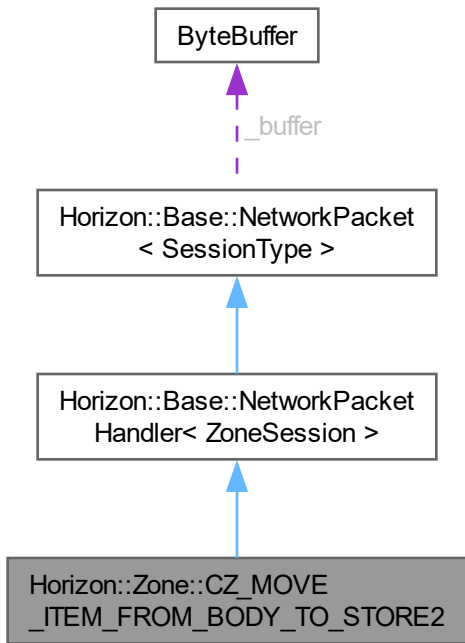 ByteBuffer
_buffer
Horizon::Base::NetworkPacket
< SessionType >
Horizon::Base::NetworkPacket
Handler< ZoneSession >
Horizon::Zone::CZ_MOVE
_ITEM_FROM_BODY_TO_STORE2